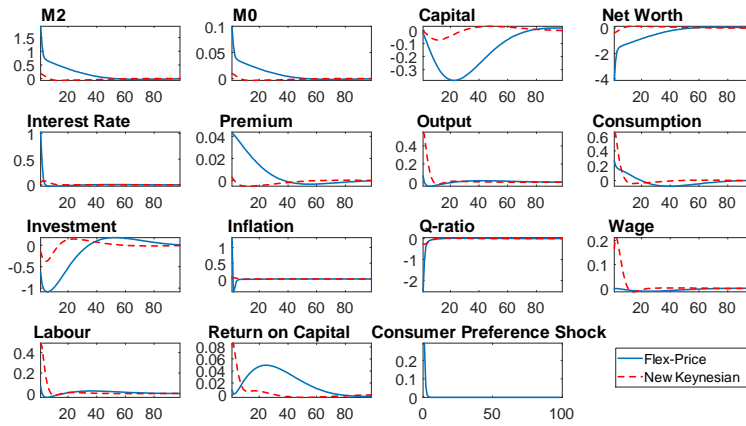 M2 M0 Capital Net Worth
1.5
1
0.5
0
20 40 60 80
0.1
0.05
0
20 40 60 80
-0.1
-0.2
-0.3
20 40 60 80
0
-2
-4
20 40 60 80
Interest Rate Premium Output Consumption
1
0.5
0
20 40 60 80
0.04
0.02
0
20 40 60 80
0.4
0.2
0
20 40 60 80
0.6
0.4
0.2
0
20 40 60 80
Investment Inflation Q-ratio Wage
0
-0.5
-1
20 40 60 80
1
0.5
0
20 40 60 80
0
-1
-2
20 40 60 80
0.2
0.1
0
20 40 60 80
Labour Return on Capital Consumer Preference Shock
0.4
0.2
0
20 40 60 80
0.08
0.06
0.04
0.02
0.00
20 40 60 80
0.2
0.1
0
0 50 100
Flex-Price
New Keynesian